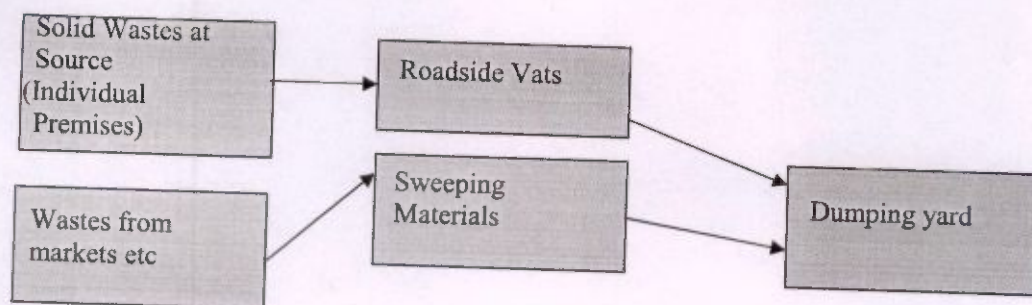 Solid Wastes at
Source
(Individual
Premises)
Roadside Vats
Sweeping
Materials
Wastes from
markets etc
Dumping yard